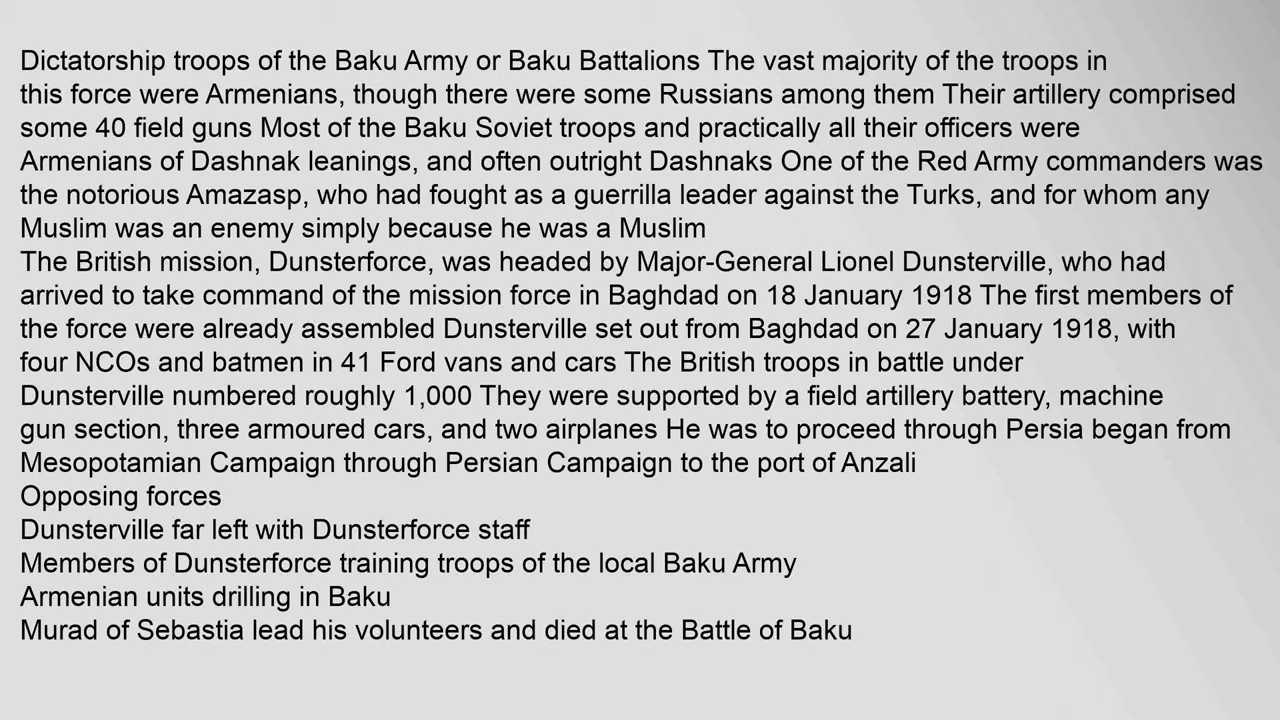 Dictatorship troops of the Baku Army or Baku Battalions The vast majority of the troops in
this force were Armenians, though there were some Russians among them Their artillery comprised
some 40 field guns Most of the Baku Soviet troops and practically all their officers were
Armenians of Dashnak leanings, and often outright Dashnaks One of the Red Army commanders was
the notorious Amazasp, who had fought as a guerrilla leader against the Turks, and for whom any
Muslim was an enemy simply because he was a Muslim
The British mission, Dunsterforce, was headed by Major-General Lionel Dunsterville, who had
arrived to take command of the mission force in Baghdad on 18 January 1918 The first members of
the force were already assembled Dunsterville set out from Baghdad on 27 January 1918, with
four NCOs and batmen in 41 Ford vans and cars The British troops in battle under
Dunsterville numbered roughly 1,000 They were supported by a field artillery battery, machine
gun section, three armoured cars, and two airplanes He was to proceed through Persia began from
Mesopotamian Campaign through Persian Campaign to the port of Anzali
Opposing forces
Dunsterville far left with Dunsterforce staff
Members of Dunsterforce training troops of the local Baku Army
Armenian units drilling in Baku
Murad of Sebastia lead his volunteers and died at the Battle of Baku